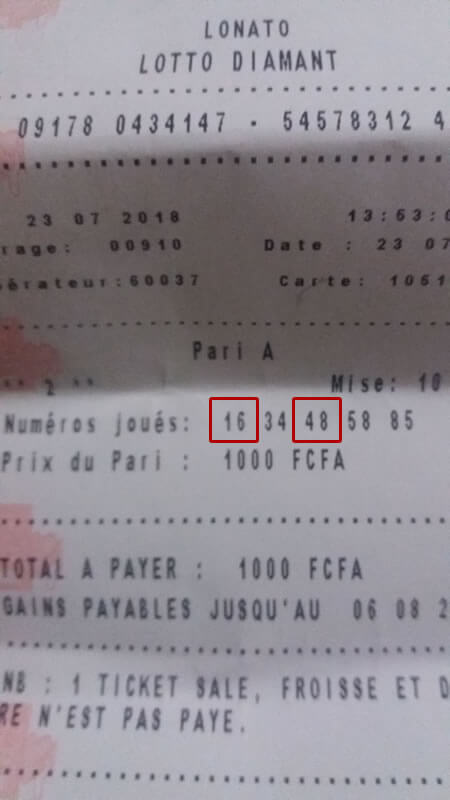 LONATO
LOTTO DIAMANT
09178 0434147 - 54578312 4
23 07 2018 13:53:0
rage: 00910 Date : 23 07
érateur:60037 Carte: 1051
Pari A
** 2 ** Mise: 10
Numéros joués: 16 34 48 58 85
Prix du Pari : 1000 FCFA
TOTAL A PAYER : 1000 FCFA
GAINS PAYABLES JUSQU'AU 06 08 2
NB : 1 TICKET SALE, FROISSE ET D
RE N'EST PAS PAYE.